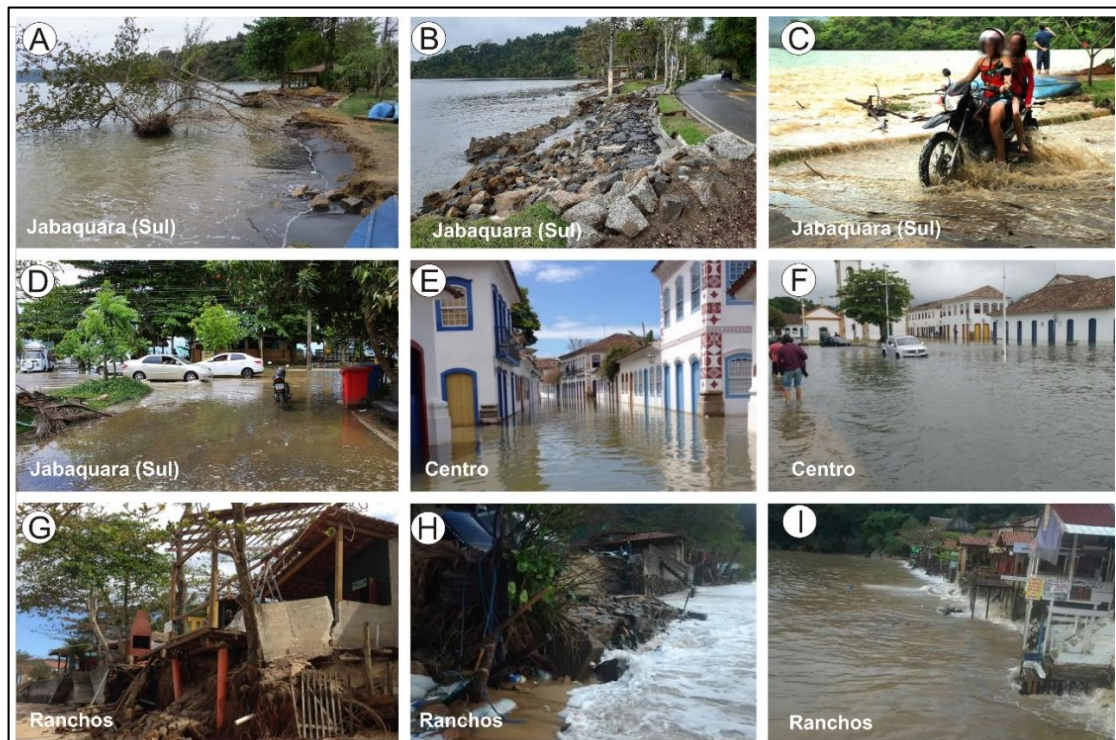 A
B
C
Jabaquara (Sul)
Jabaquara (Sul)
Jabaquara (Sul)
D
E
F
Jabaquara (Sul)
Centro
Centro
G
H
I
Ranchos
Ranchos
Ranchos